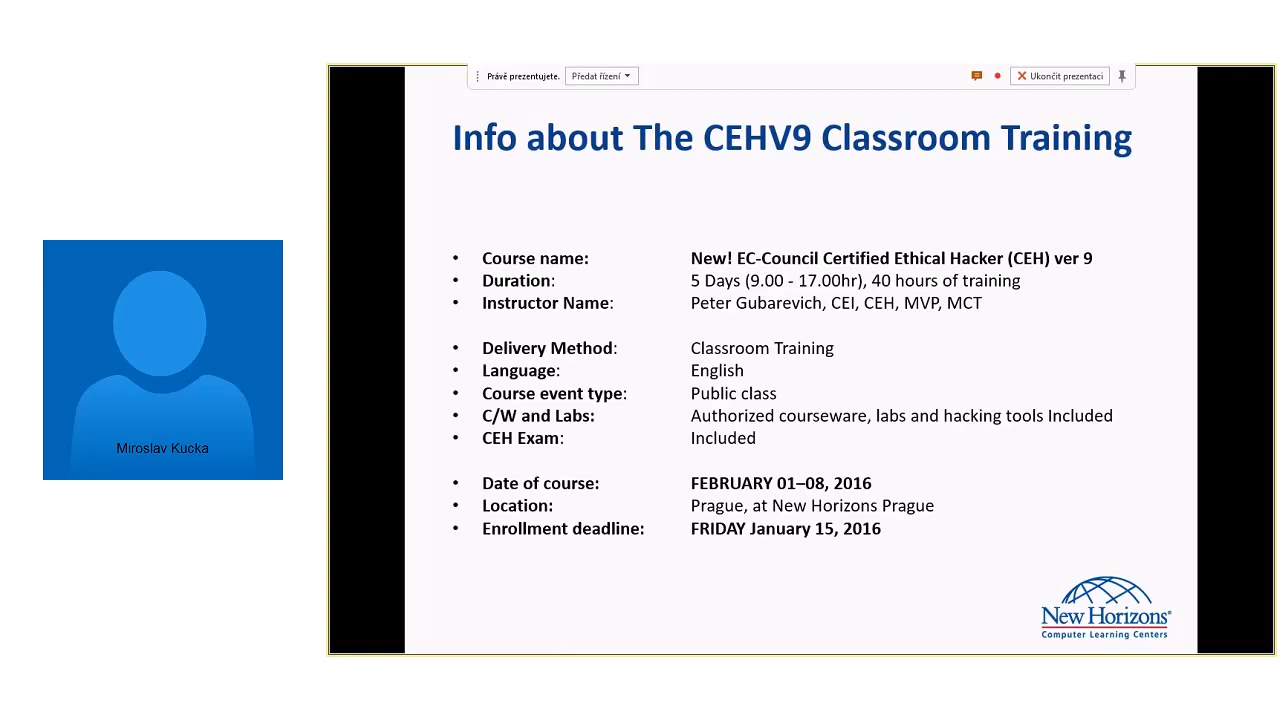 Právě prezentujete. Předat řízení Ukončit prezentaci
Info about The CEHV9 Classroom Training
• Course name: New! EC-Council Certified Ethical Hacker (CEH) ver 9
• Duration: 5 Days (9.00 - 17.00hr), 40 hours of training
• Instructor Name: Peter Gubarevich, CEI, CEH, MVP, MCT
• Delivery Method: Classroom Training
• Language: English
• Course event type: Public class
• C/W and Labs: Authorized courseware, labs and hacking tools Included
• CEH Exam: Included
• Date of course: FEBRUARY 01–08, 2016
• Location: Prague, at New Horizons Prague
• Enrollment deadline: FRIDAY January 15, 2016
Miroslav Kucka
New Horizons®
Computer Learning Centers